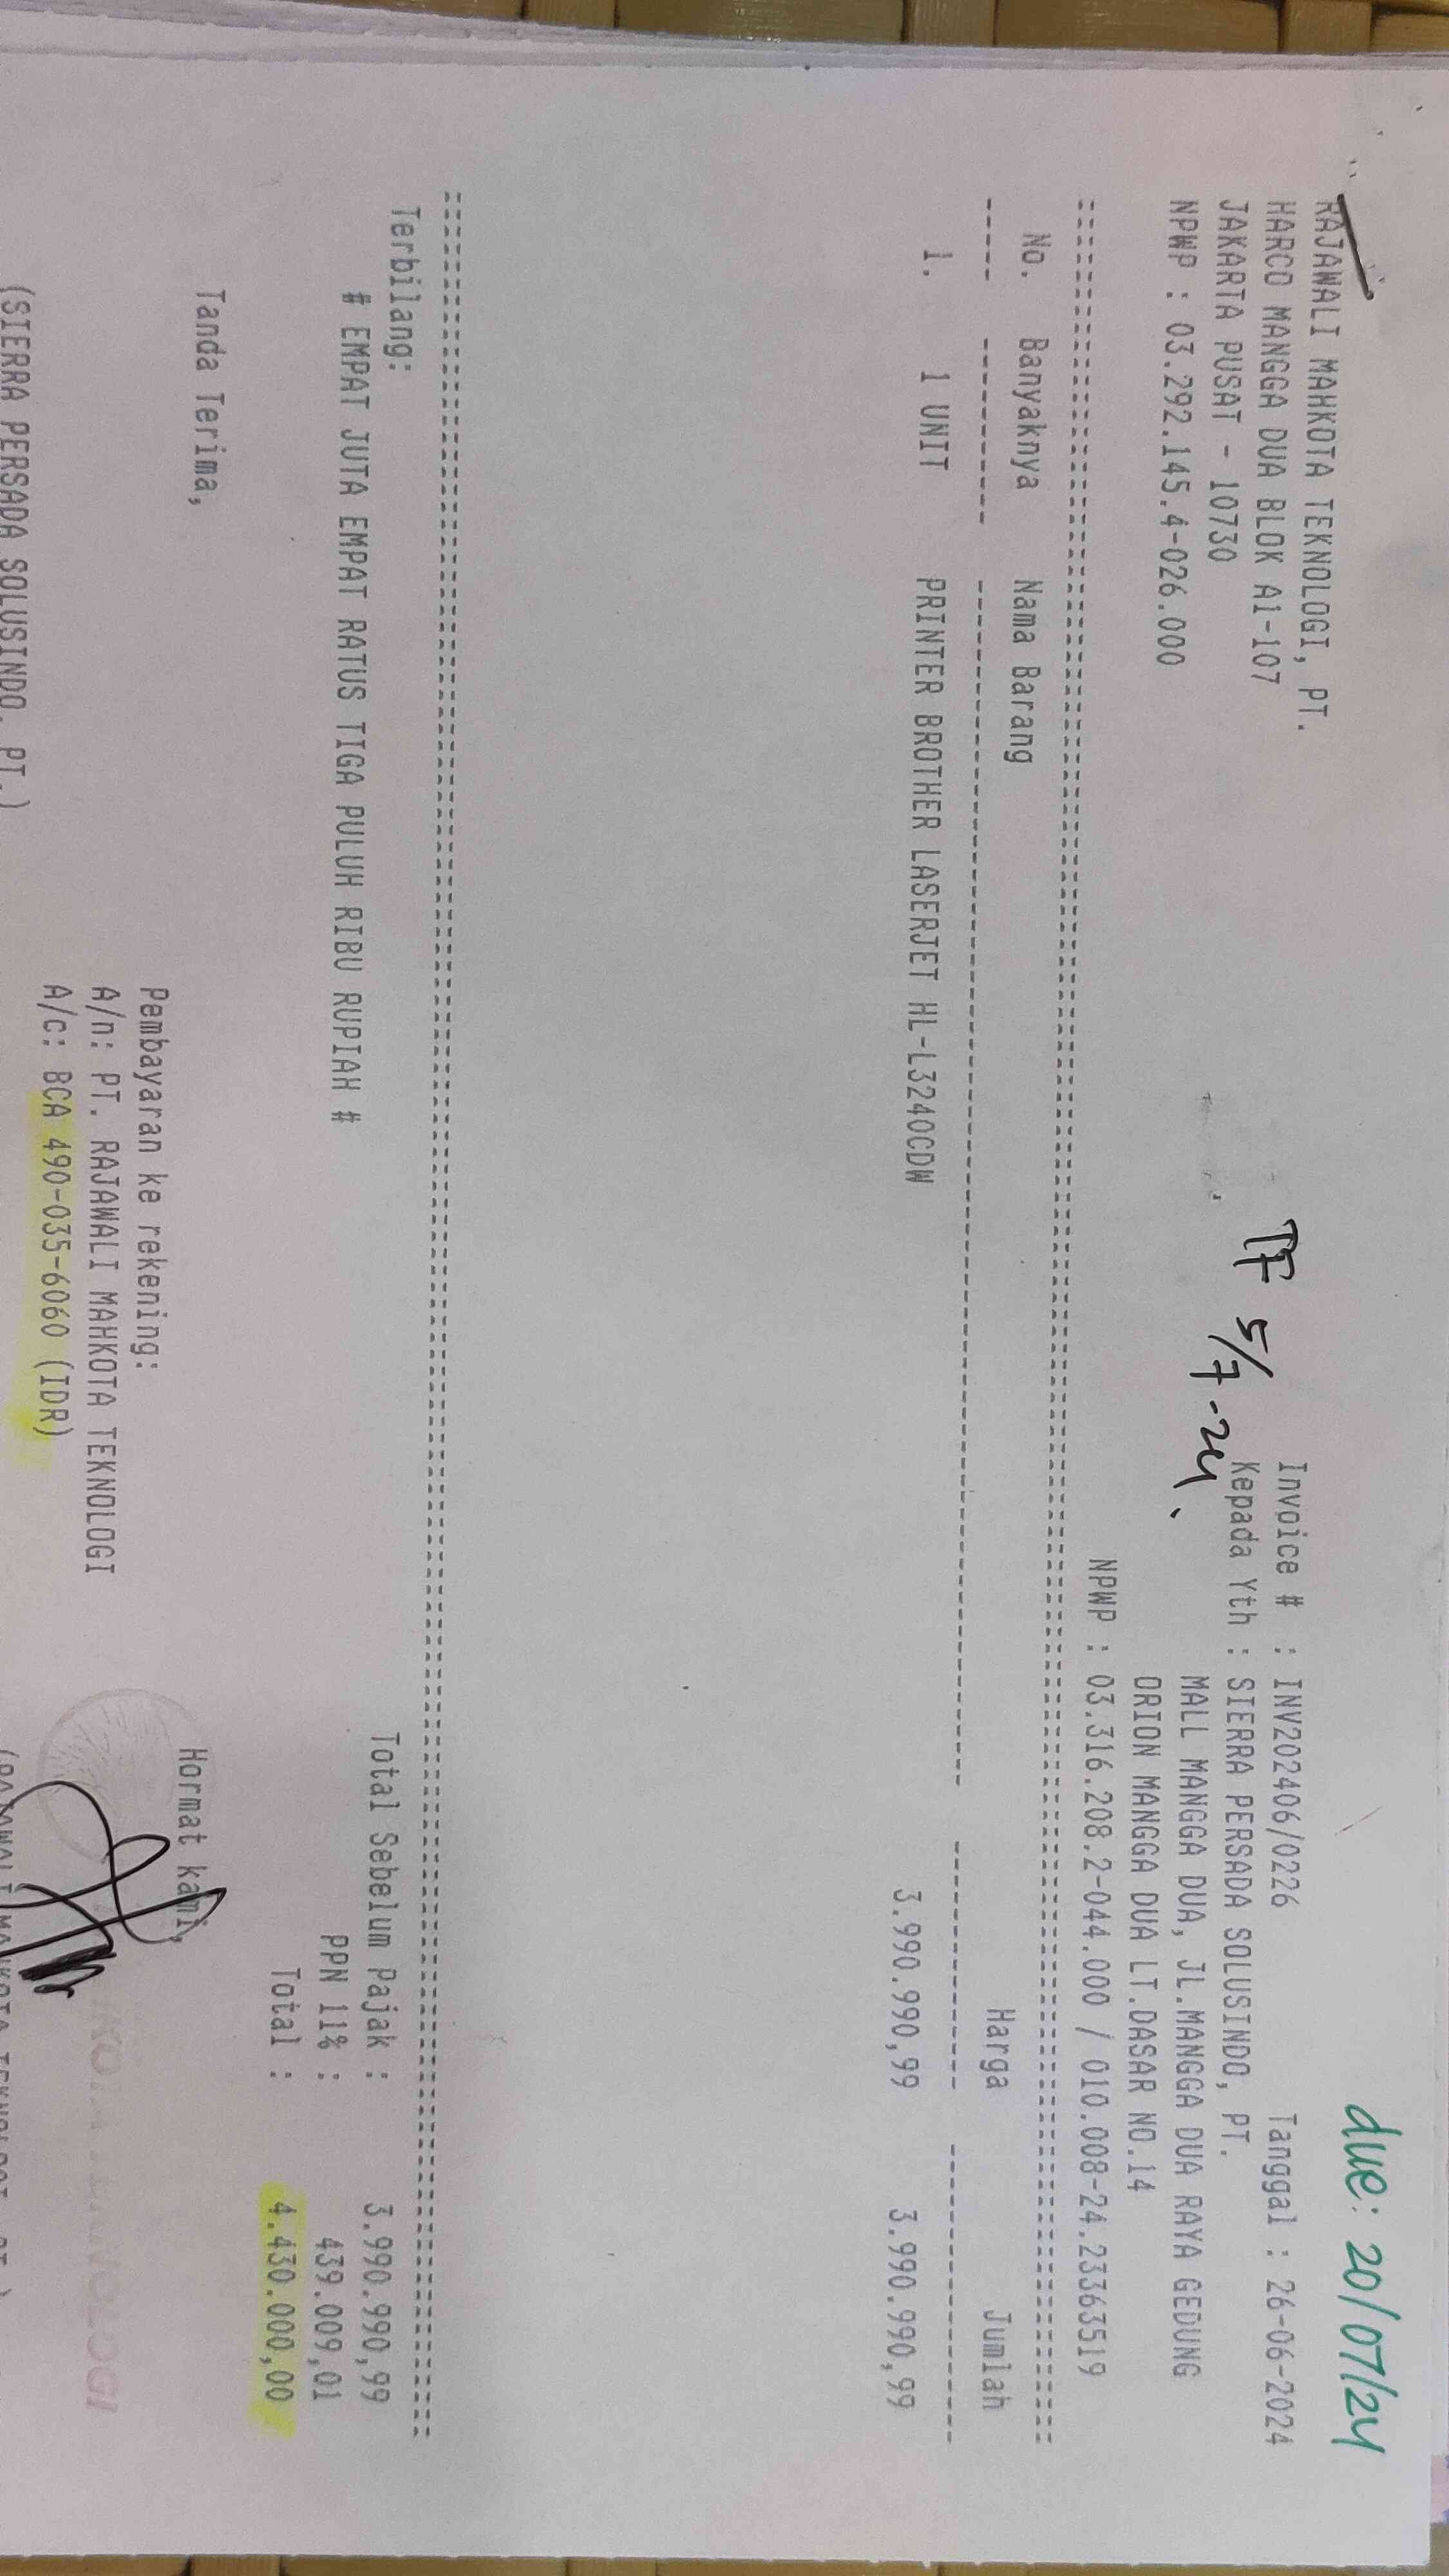 due: 20/07/24
RAJAWALI MAHKOTA TEKNOLOGI, PT.
HARCO MANGGA DUA BLOK A1-107
JAKARTA PUSAT - 10730
NPWP : 03.292.145.4-026.000
TF 5/7-24.
Invoice # : INV202406/0226 Tanggal : 26-06-2024
Kepada Yth : SIERRA PERSADA SOLUSINDO, PT.
MALL MANGGA DUA, JL.MANGGA DUA RAYA GEDUNG
ORION MANGGA DUA LT.DASAR NO.14
NPWP : 03.316.208.2-044.000 / 010.008-24.23363519
No. Banyaknya Nama Barang Harga Jumlah
1. 1 UNIT PRINTER BROTHER LASERJET HL-L3240CDW 3.990.990,99 3.990.990,99
Terbilang:
# EMPAT JUTA EMPAT RATUS TIGA PULUH RIBU RUPIAH #
Total Sebelum Pajak : 3.990.990,99
PPN 11% : 439.009,01
Total : 4.430.000,00
Tanda Terima,
Hormat kami,
Pembayaran ke rekening:
A/n: PT. RAJAWALI MAHKOTA TEKNOLOGI
A/c: BCA 490-035-6060 (IDR)
(SIERRA PERSADA SOLUSINDO, PT.)